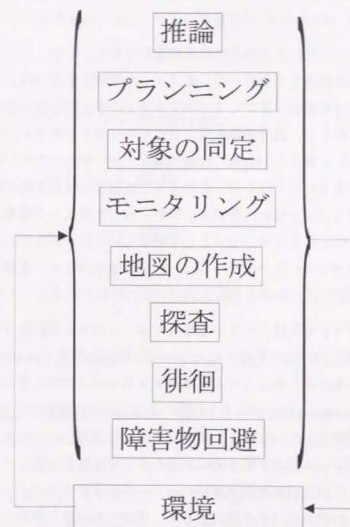 推論
プランニング
対象の同定
モニタリング
地図の作成
探査
徘徊
障害物回避
環境